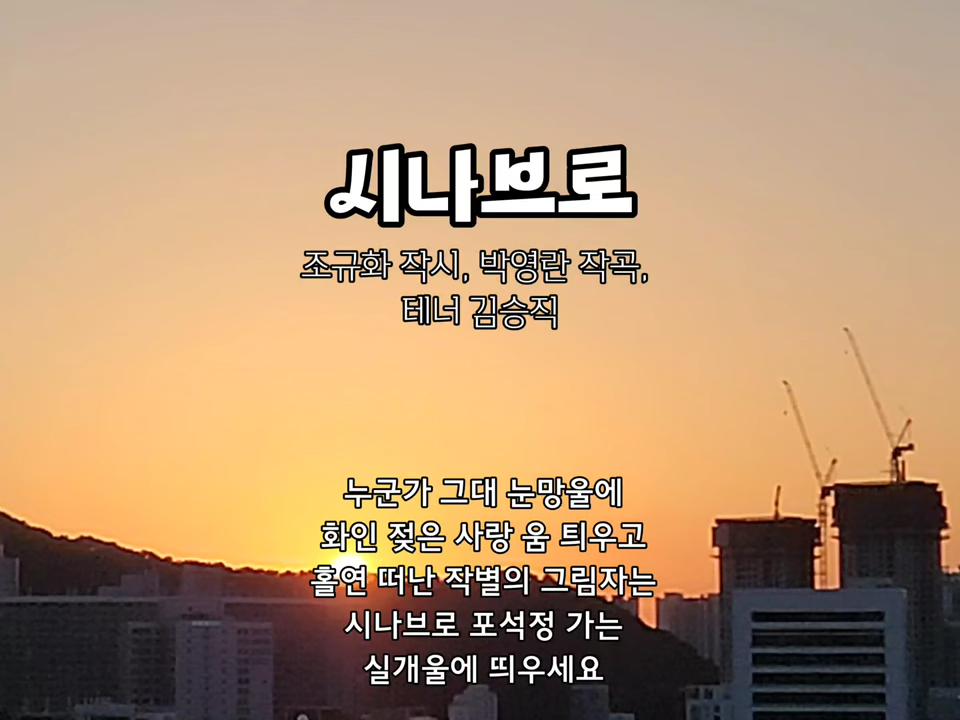 시나브로
조규화 작시, 박영란 작곡,
테너 김승직
누군가 그대 눈망울에
화인 젖은 사랑 움 틔우고
홀연 떠난 작별의 그림자는
시나브로 포석정 가는
실개울에 띄우세요